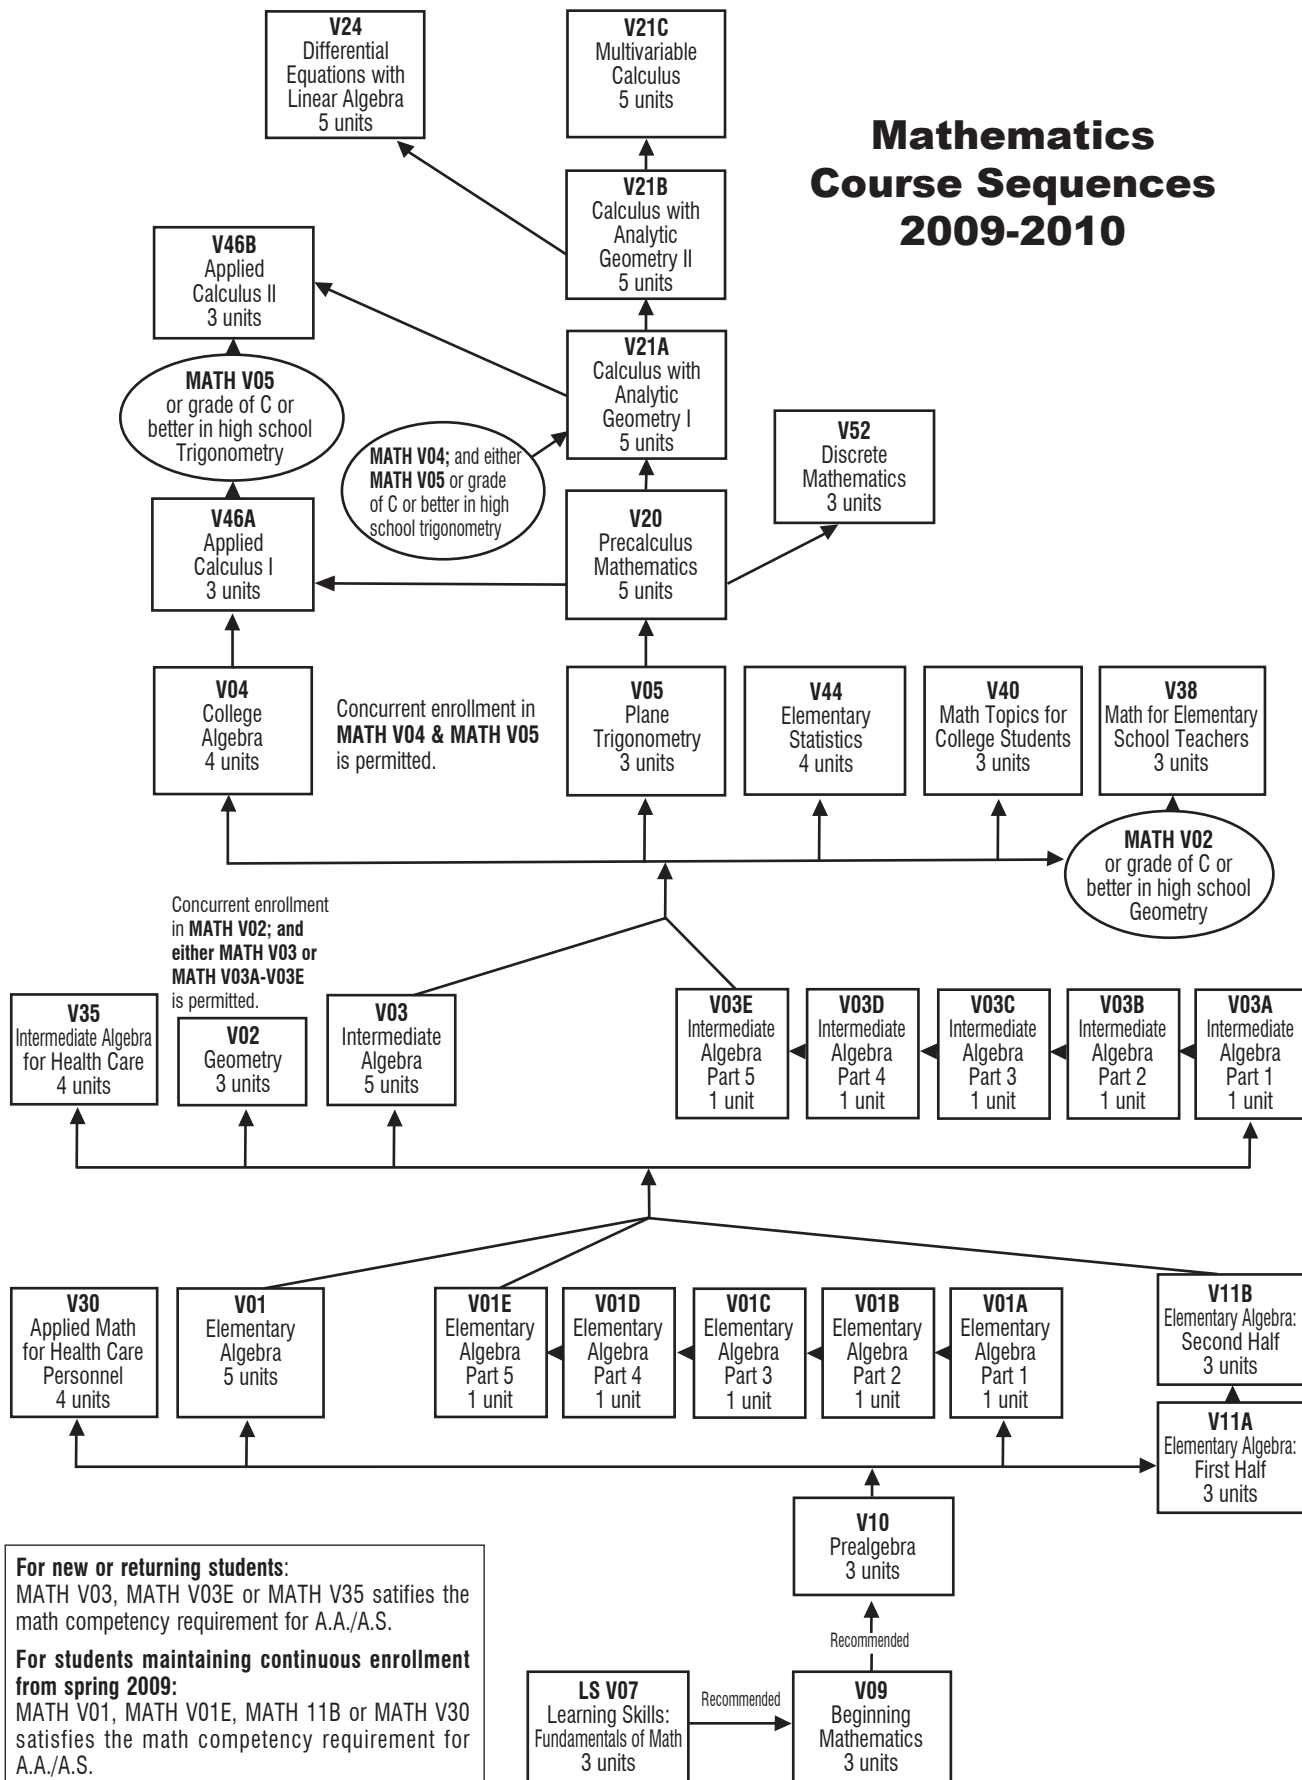 V24
Differential
Equations with
Linear Algebra
5 units
V21C
Multivariable
Calculus
5 units
Mathematics
Course Sequences
2009-2010
V21B
Calculus with
Analytic
Geometry II
5 units
V46B
Applied
Calculus II
3 units
V21A
Calculus with
Analytic
Geometry I
5 units
MATH V05
or grade of C or
better in high school
Trigonometry
MATH V04; and either
MATH V05 or grade
of C or better in high
school trigonometry
V52
Discrete
Mathematics
3 units
V46A
Applied
Calculus I
3 units
V20
Precalculus
Mathematics
5 units
V04
College
Algebra
4 units
Concurrent enrollment in
MATH V04 & MATH V05
is permitted.
V05
Plane
Trigonometry
3 units
V44
Elementary
Statistics
4 units
V40
Math Topics for
College Students
3 units
V38
Math for Elementary
School Teachers
3 units
MATH V02
or grade of C or
better in high school
Geometry
Concurrent enrollment
in MATH V02; and
either MATH V03 or
MATH V03A-V03E
is permitted.
V35
Intermediate Algebra
for Health Care
4 units
V02
Geometry
3 units
V03
Intermediate
Algebra
5 units
V03E
Intermediate
Algebra
Part 5
1 unit
V03D
Intermediate
Algebra
Part 4
1 unit
V03C
Intermediate
Algebra
Part 3
1 unit
V03B
Intermediate
Algebra
Part 2
1 unit
V03A
Intermediate
Algebra
Part 1
1 unit
V30
Applied Math
for Health Care
Personnel
4 units
V01
Elementary
Algebra
5 units
V01E
Elementary
Algebra
Part 5
1 unit
V01D
Elementary
Algebra
Part 4
1 unit
V01C
Elementary
Algebra
Part 3
1 unit
V01B
Elementary
Algebra
Part 2
1 unit
V01A
Elementary
Algebra
Part 1
1 unit
V11B
Elementary Algebra:
Second Half
3 units
V11A
Elementary Algebra:
First Half
3 units
V10
Prealgebra
3 units
Recommended
For new or returning students:
MATH V03, MATH V03E or MATH V35 satifies the
math competency requirement for A.A./A.S.
For students maintaining continuous enrollment
from spring 2009:
MATH V01, MATH V01E, MATH 11B or MATH V30
satisfies the math competency requirement for
A.A./A.S.
LS V07
Learning Skills:
Fundamentals of Math
3 units
Recommended
V09
Beginning
Mathematics
3 units